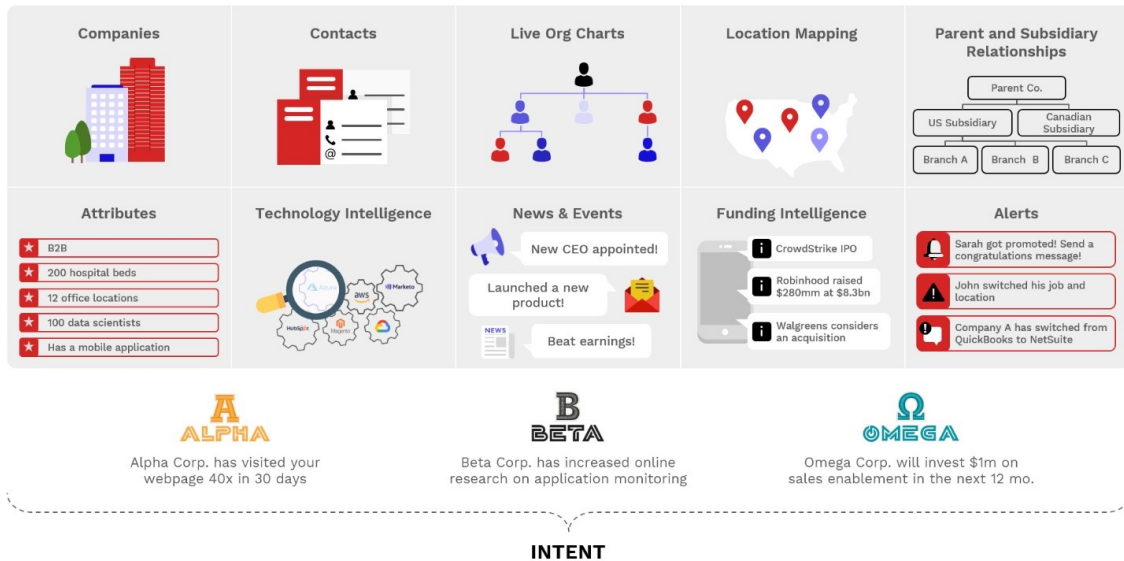 Companies
Contacts
Live Org Charts
Location Mapping
Parent and Subsidiary
Relationships
@
Parent Co.
US Subsidiary
Canadian
Subsidiary
Branch A
Branch B
Branch C
Attributes
B2B
200 hospital beds
12 office locations
100 data scientists
Has a mobile application
Technology Intelligence
Azure
aws
Marketo
HubSpot
Magento
News & Events
New CEO appointed!
Launched a new
product!
NEWS
Beat earnings!
Funding Intelligence
i CrowdStrike IPO
i Robinhood raised
$280mm at $8.3bn
i Walgreens considers
an acquisition
Alerts
Sarah got promoted! Send a
congratulations message!
John switched his job and
location
Company A has switched from
QuickBooks to NetSuite
A
ALPHA
Alpha Corp. has visited your
webpage 40x in 30 days
B
BETA
Beta Corp. has increased online
research on application monitoring
Ω
OMEGA
Omega Corp. will invest $1m on
sales enablement in the next 12 mo.
INTENT